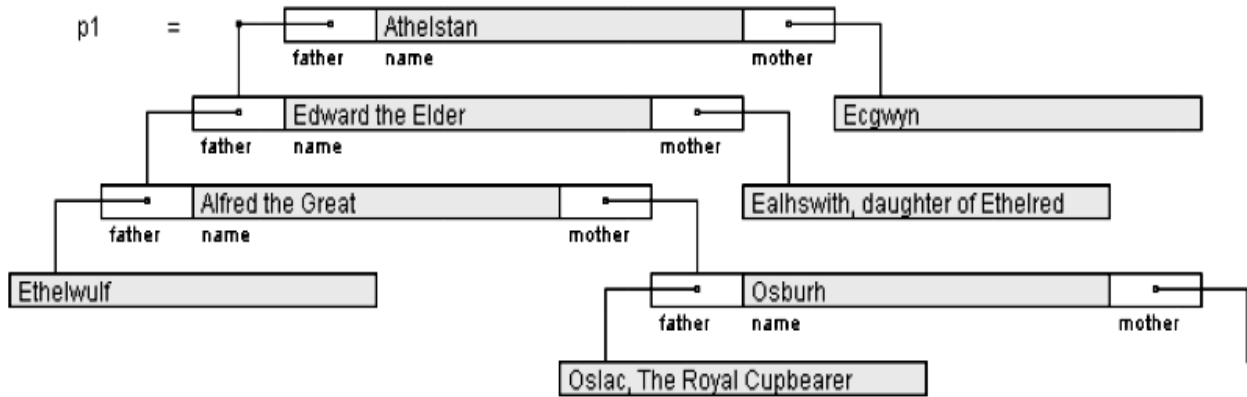 p1 = Athelstan
father name mother
Edward the Elder Ecgwyn
father name mother
Alfred the Great Ealhswith, daughter of Ethelred
father name mother
Ethelwulf Osburh
father name mother
Oslac, The Royal Cupbearer